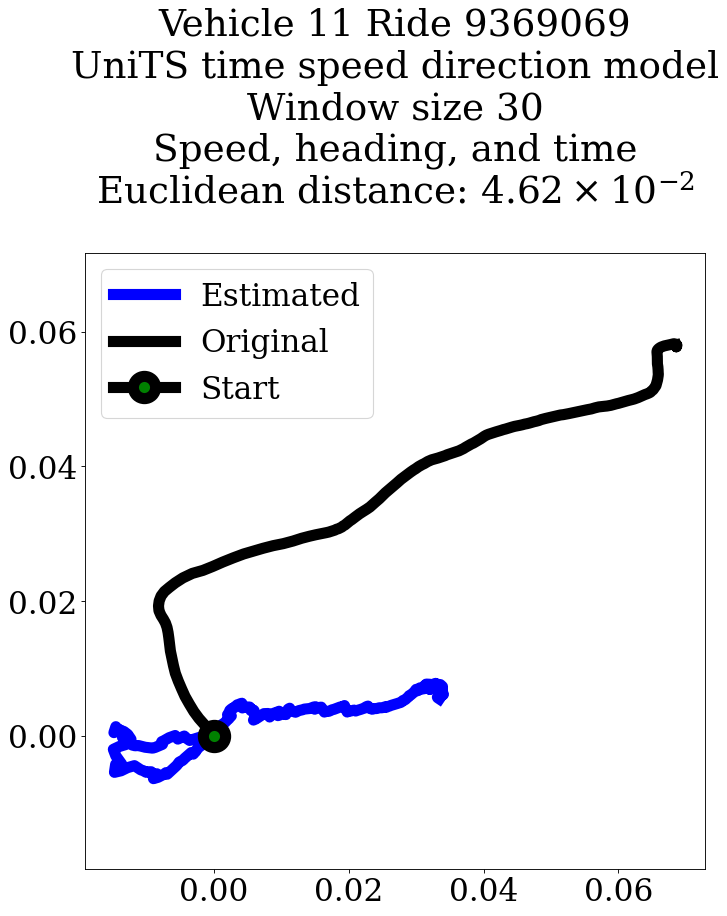 Vehicle 11 Ride 9369069
UniTS time speed direction model
Window size 30
Speed, heading, and time
Euclidean distance: 4.62 × 10⁻²
Estimated
Original
Start
0.06
0.04
0.02
0.00
0.00 0.02 0.04 0.06